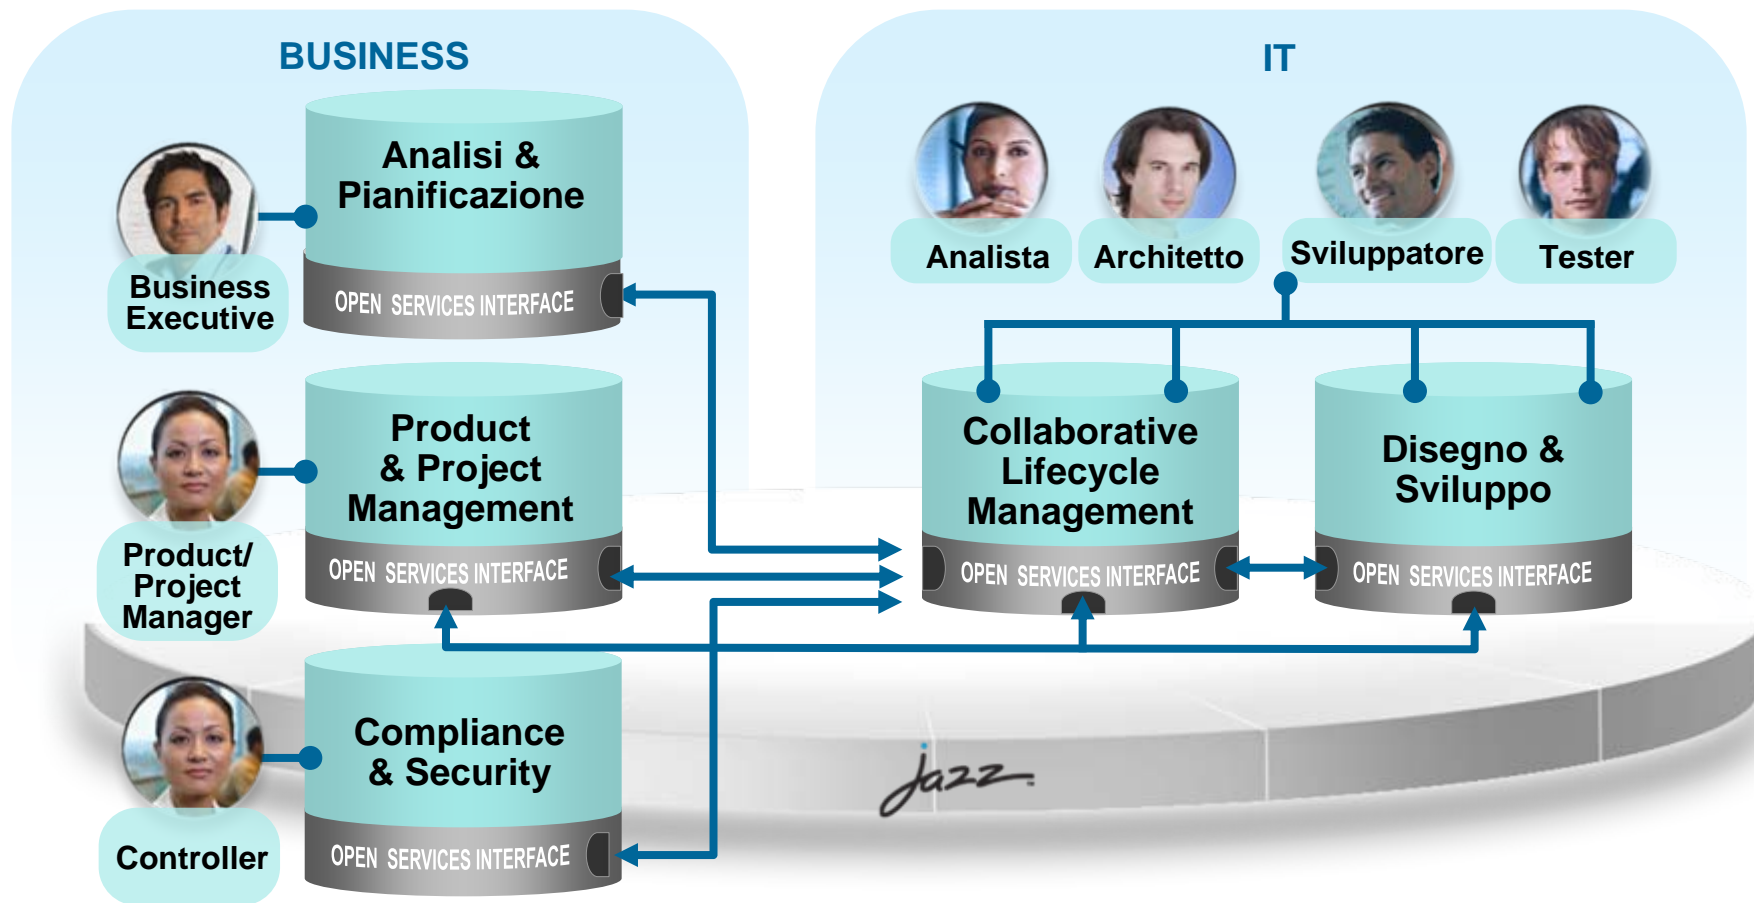 BUSINESS
Analisi &
Pianificazione
OPEN SERVICES INTERFACE
Business
Executive
Product
& Project
Management
OPEN SERVICES INTERFACE
Product/
Project
Manager
Compliance
& Security
OPEN SERVICES INTERFACE
Controller
IT
Analista
Architetto
Sviluppatore
Tester
Collaborative
Lifecycle
Management
OPEN SERVICES INTERFACE
Disegno &
Sviluppo
OPEN SERVICES INTERFACE
jazz